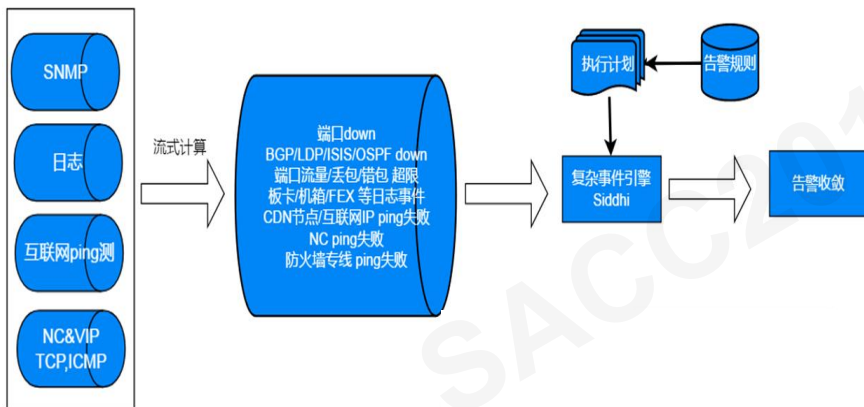 SNMP
日志
互联网ping测
NC&VIP
TCP,ICMP
流式计算
端口down
BGP/LDP/ISIS/OSPF down
端口流量/丢包/错包 超限
板卡/机箱/FEX 等日志事件
CDN节点/互联网IP ping失败
NC ping失败
防火墙专线 ping失败
执行计划
告警规则
复杂事件引擎
Siddhi
告警收敛
SACC201